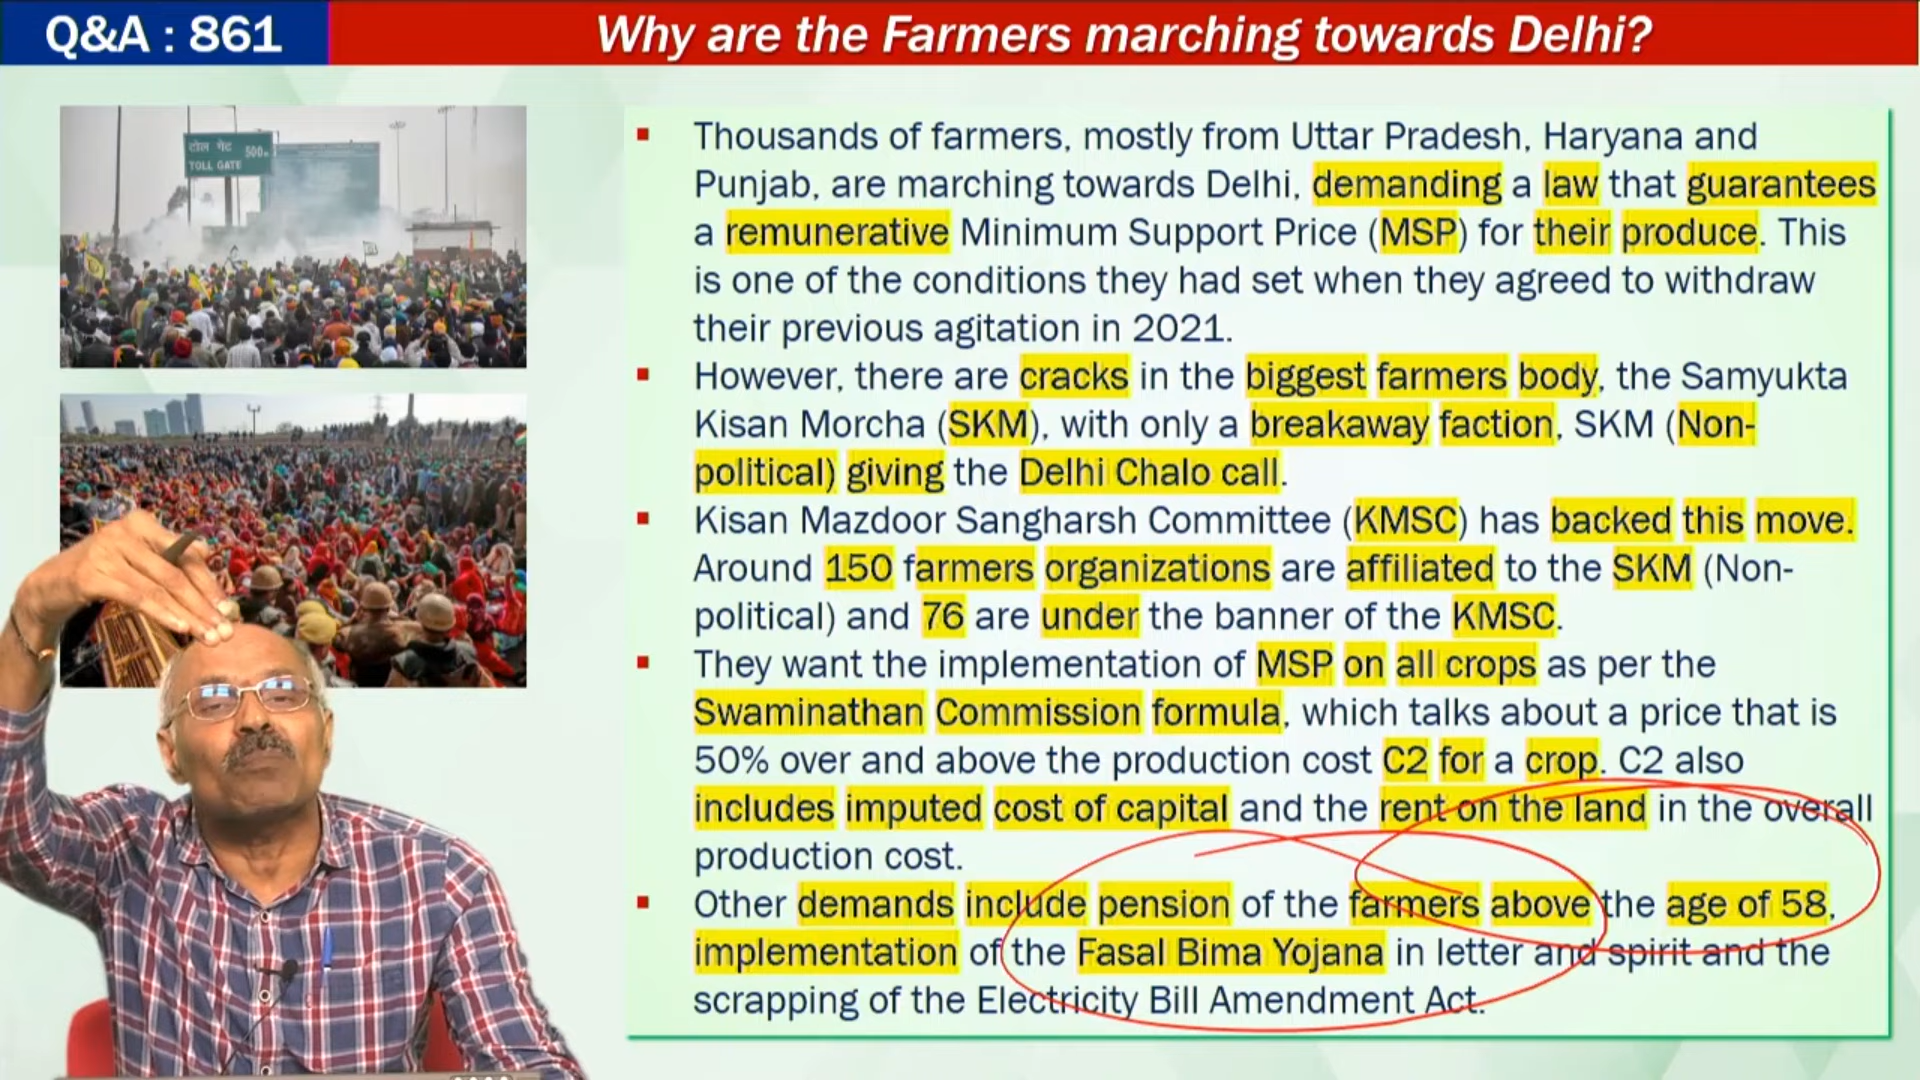 Q&A : 861
Why are the Farmers marching towards Delhi?
टोल गेट 500
TOLL GATE
Thousands of farmers, mostly from Uttar Pradesh, Haryana and
Punjab, are marching towards Delhi, demanding a law that guarantees
a remunerative Minimum Support Price (MSP) for their produce. This
is one of the conditions they had set when they agreed to withdraw
their previous agitation in 2021.
However, there are cracks in the biggest farmers body, the Samyukta
Kisan Morcha (SKM), with only a breakaway faction, SKM (Non-
political) giving the Delhi Chalo call.
Kisan Mazdoor Sangharsh Committee (KMSC) has backed this move.
Around 150 farmers organizations are affiliated to the SKM (Non-
political) and 76 are under the banner of the KMSC.
They want the implementation of MSP on all crops as per the
Swaminathan Commission formula, which talks about a price that is
50% over and above the production cost C2 for a crop. C2 also
includes imputed cost of capital and the rent on the land in the overall
production cost.
Other demands include pension of the farmers above the age of 58,
implementation of the Fasal Bima Yojana in letter and spirit and the
scrapping of the Electricity Bill Amendment Act.